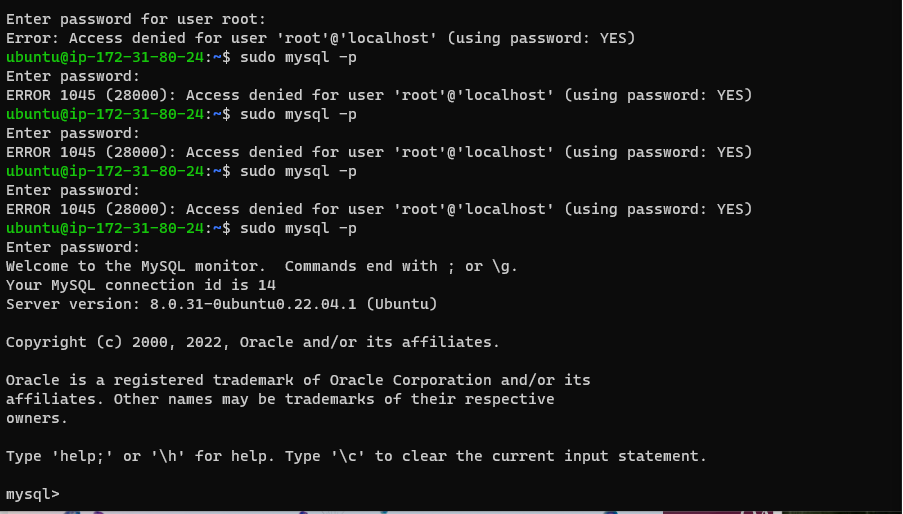 Enter password for user root:
Error: Access denied for user 'root'@'localhost' (using password: YES)
ubuntu@ip-172-31-80-24:~$ sudo mysql -p
Enter password:
ERROR 1045 (28000): Access denied for user 'root'@'localhost' (using password: YES)
ubuntu@ip-172-31-80-24:~$ sudo mysql -p
Enter password:
ERROR 1045 (28000): Access denied for user 'root'@'localhost' (using password: YES)
ubuntu@ip-172-31-80-24:~$ sudo mysql -p
Enter password:
ERROR 1045 (28000): Access denied for user 'root'@'localhost' (using password: YES)
ubuntu@ip-172-31-80-24:~$ sudo mysql -p
Enter password:
Welcome to the MySQL monitor.  Commands end with ; or \g.
Your MySQL connection id is 14
Server version: 8.0.31-0ubuntu0.22.04.1 (Ubuntu)

Copyright (c) 2000, 2022, Oracle and/or its affiliates.

Oracle is a registered trademark of Oracle Corporation and/or its
affiliates. Other names may be trademarks of their respective
owners.

Type 'help;' or '\h' for help. Type '\c' to clear the current input statement.

mysql>